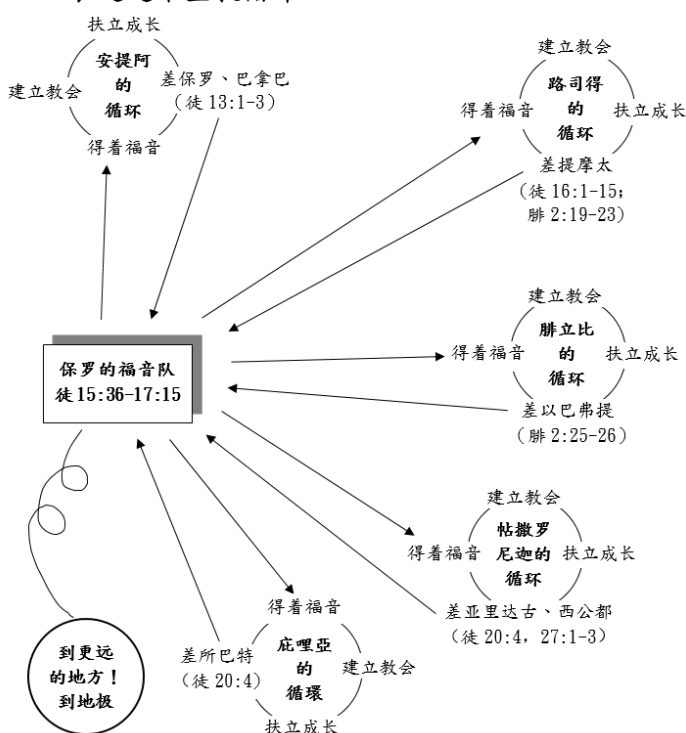 扶立成长
安提阿
的
循环
建立教会
差保罗、巴拿巴
(徒 13:1-3)
得着福音
建立教会
路司得
的
循环
得着福音
扶立成长
差提摩太
(徒 16:1-15;
腓 2:19-23)
建立教会
腓立比
的
循环
得着福音
扶立成长
差以巴弗提
(腓 2:25-26)
保罗的福音队
徒 15:36-17:15
建立教会
帖撒罗
尼迦的
循环
得着福音
扶立成长
差亚里达古、西公都
(徒 20:4, 27:1-3)
得着福音
庇哩亞
的
循環
差所巴特
(徒 20:4)
建立教会
扶立成长
到更远
的地方！
到地极